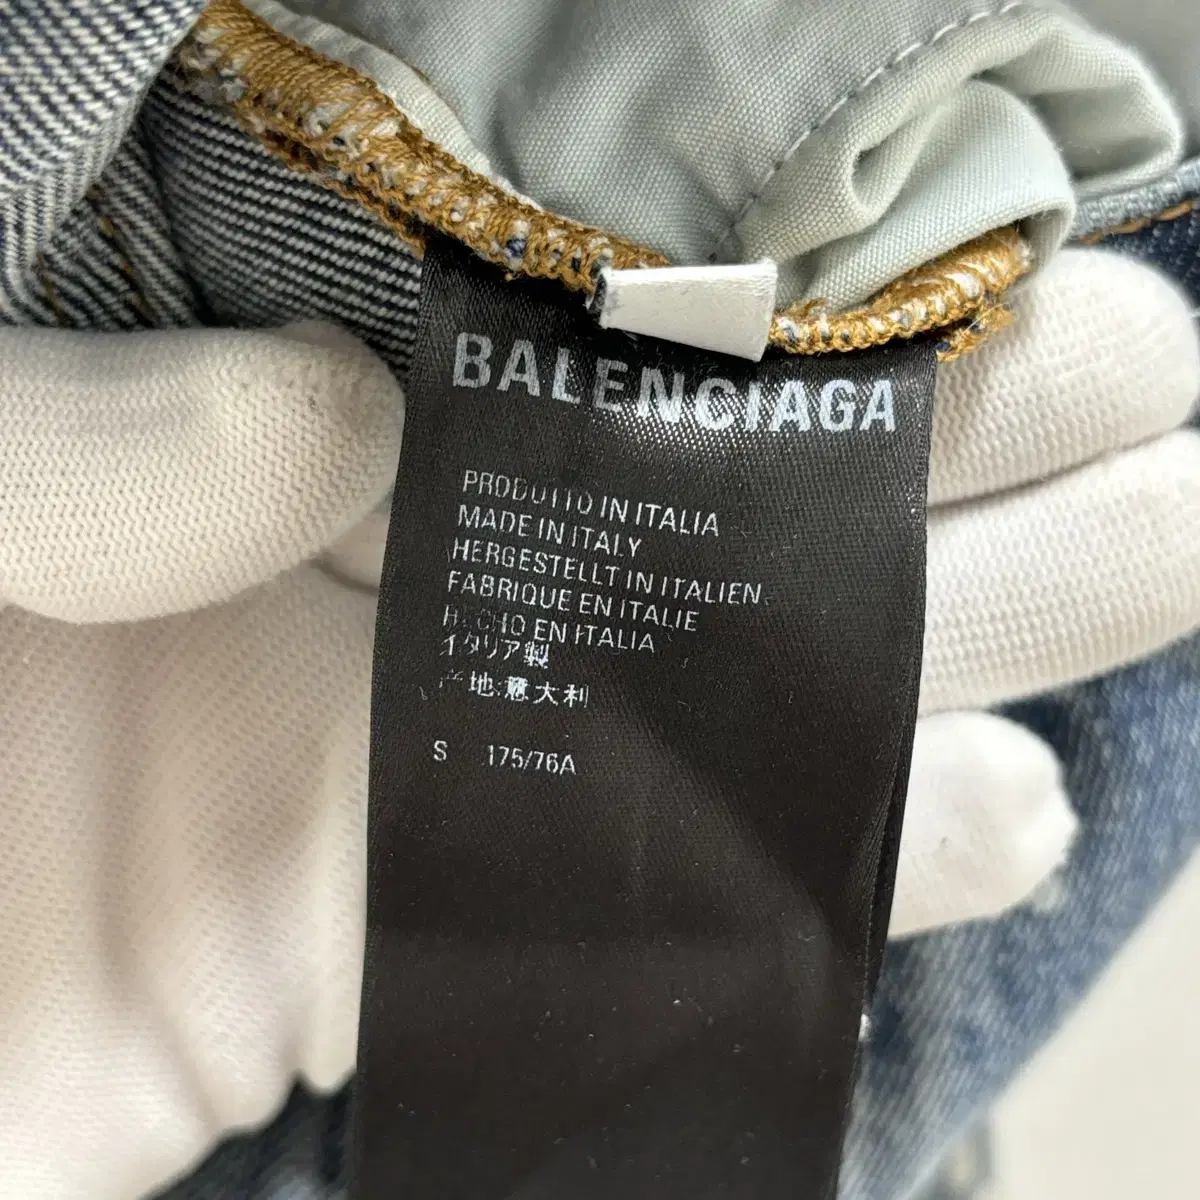 BALENCIAGA
PRODOTTO IN ITALIA
MADE IN ITALY
HERGESTELLT IN ITALIEN
FABRIQUE EN ITALIE
HECHO EN ITALIA
イタリア製
产地:意大利
S 175/76A